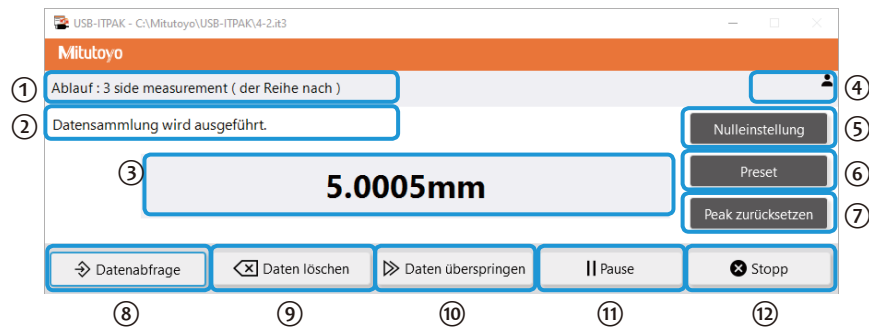 USB-ITPAK - C:\Mitutoyo\USB-ITPAK\4-2.it3
Mitutoyo
① Ablauf : 3 side measurement ( der Reihe nach ) ④
② Datensammlung wird ausgeführt. Nulleinstellung ⑤
③ 5.0005mm Preset ⑥
Peak zurücksetzen ⑦
Datenabfrage Daten löschen Daten überspringen Pause Stopp
⑧ ⑨ ⑩ ⑪ ⑫